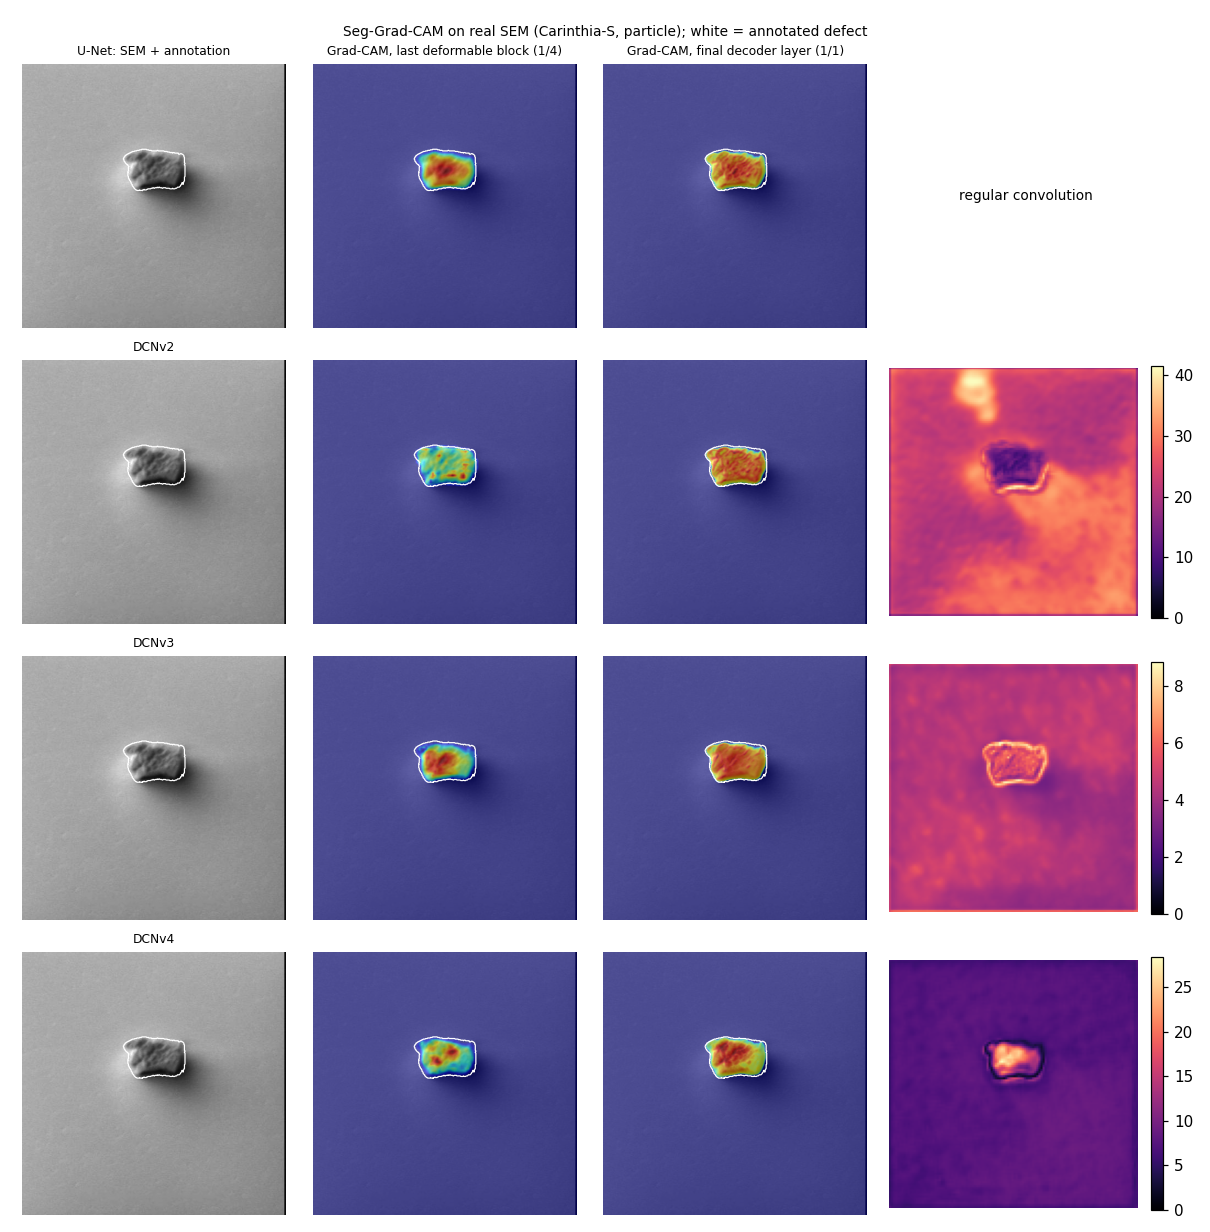 Seg-Grad-CAM on real SEM (Carinthia-S, particle); white = annotated defect
U-Net: SEM + annotation
Grad-CAM, last deformable block (1/4)
Grad-CAM, final decoder layer (1/1)
regular convolution
DCNv2
40
30
20
10
0
DCNv3
8
6
4
2
0
DCNv4
25
20
15
10
5
0